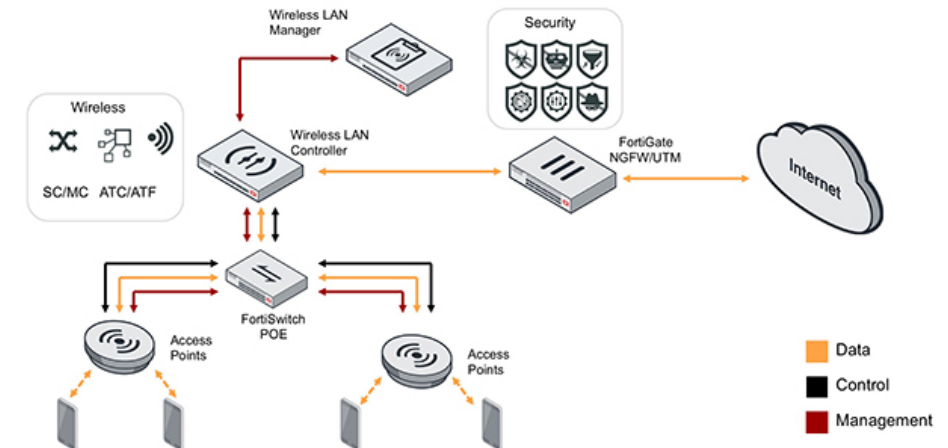 Wireless LAN
Manager
Security
Wireless
SC/MC ATC/ATF
Wireless LAN
Controller
FortiGate
NGFW/UTM
Internet
FortiSwitch
POE
Access
Points
Access
Points
Data
Control
Management